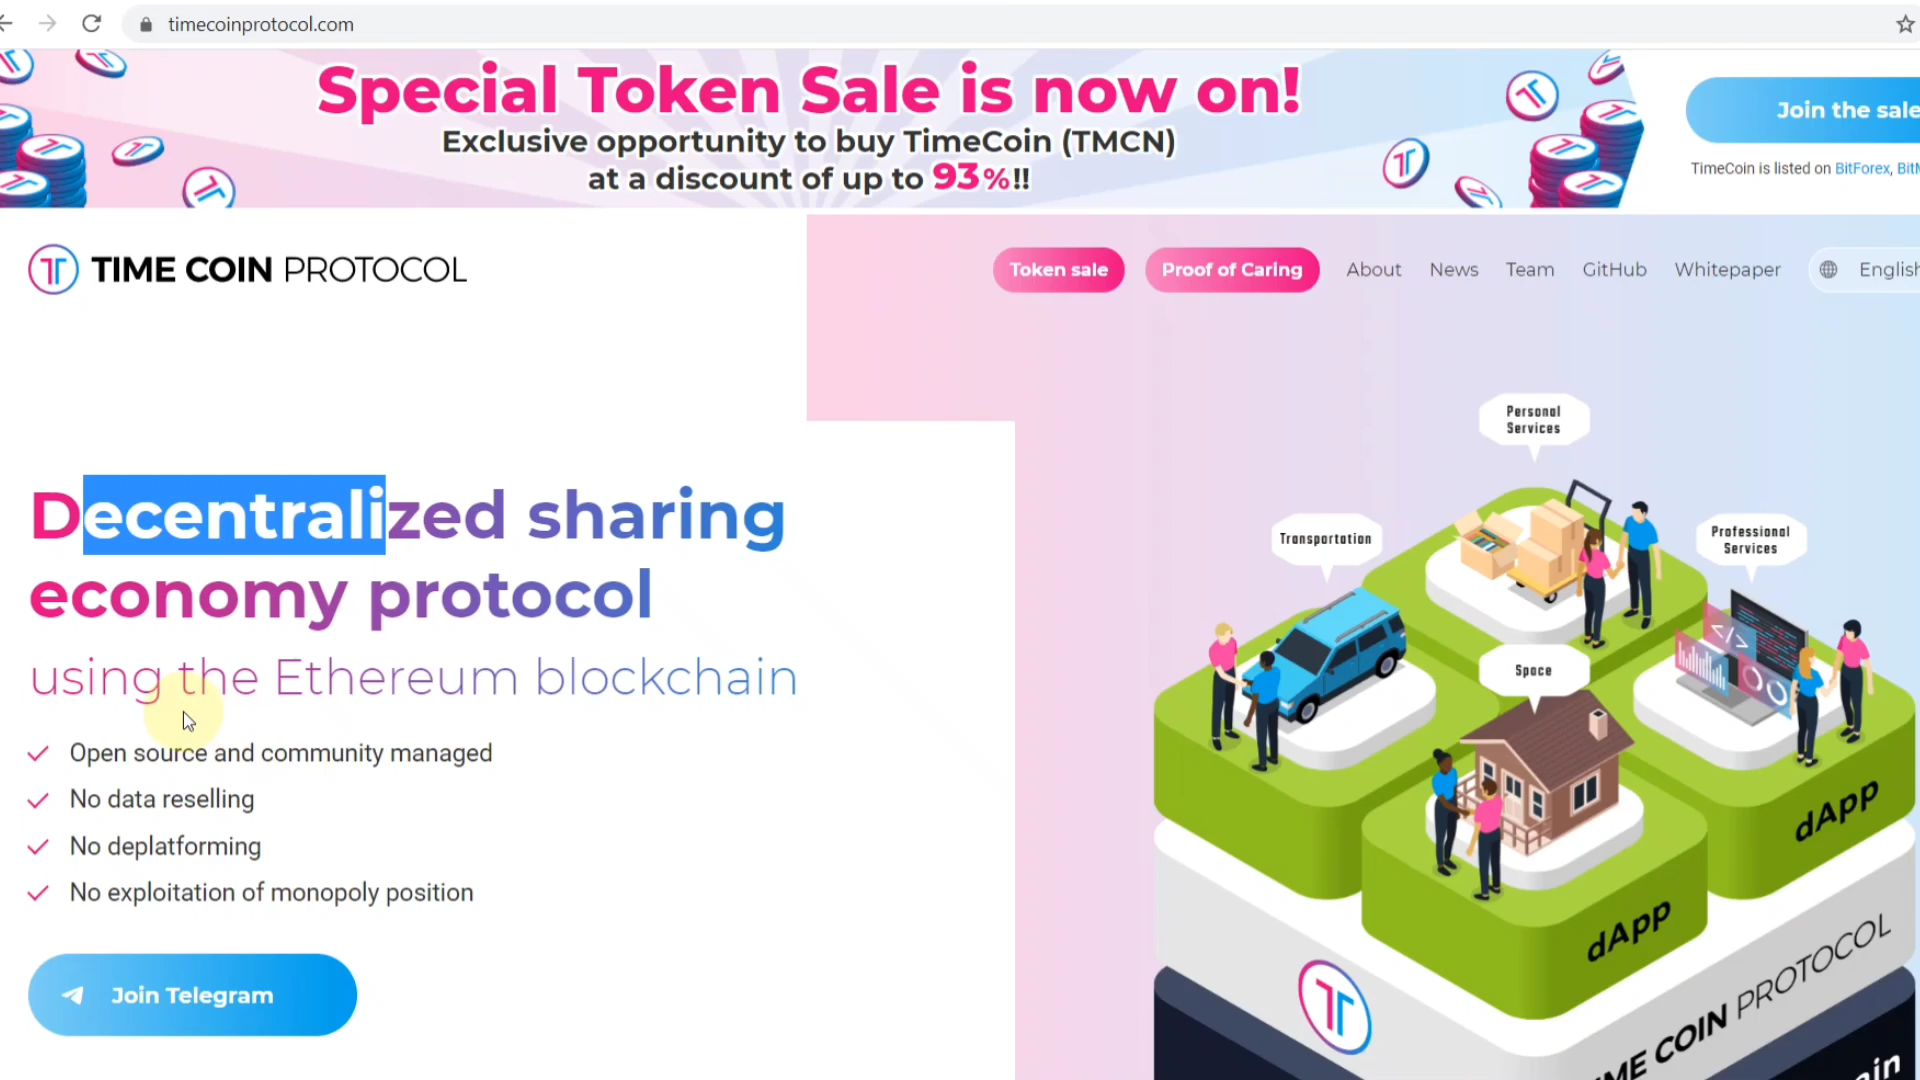 timecoinprotocol.com
Special Token Sale is now on!
Exclusive opportunity to buy TimeCoin (TMCN)
at a discount of up to 93%!!
Join the sale
TimeCoin is listed on BitForex,
TIME COIN PROTOCOL
Token sale
Proof of Caring
About
News
Team
GitHub
Whitepaper
English
Decentralized sharing
economy protocol
using the Ethereum blockchain
Open source and community managed
No data reselling
No deplatforming
No exploitation of monopoly position
Join Telegram
Personal
Services
Transportation
Professional
Services
</>
Space
dApp
dApp
TIME COIN PROTOCOL